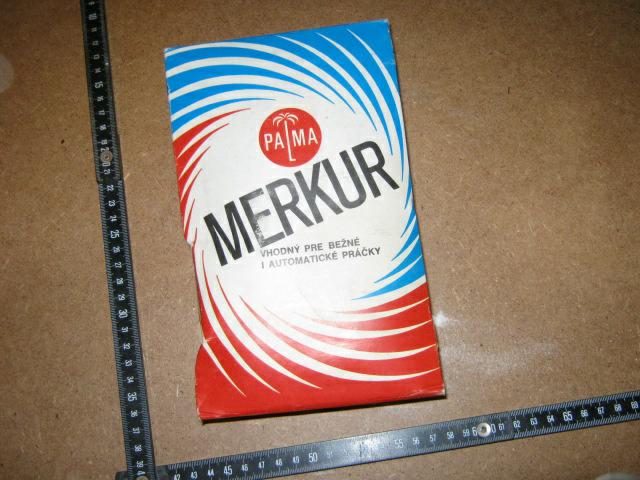 PALMA
MERKUR
VHODNÝ PRE BEŽNÉ
I AUTOMATICKÉ PRÁČKY